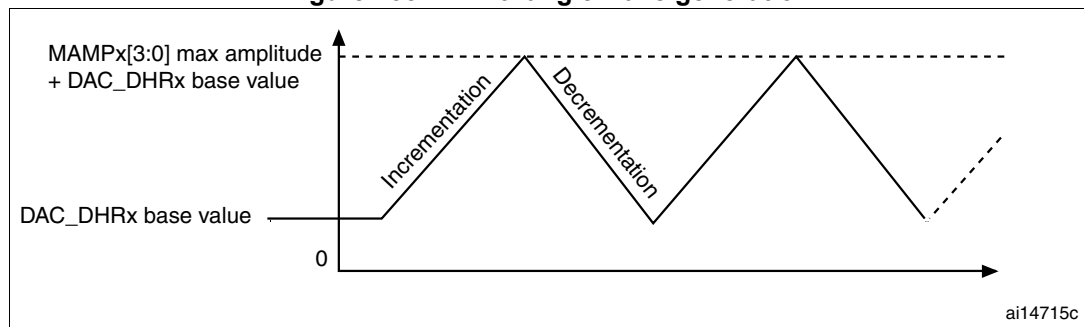 MAMPx[3:0] max amplitude
+ DAC_DHRx base value
Incrementation
Decrementation
DAC_DHRx base value
0
ai14715c